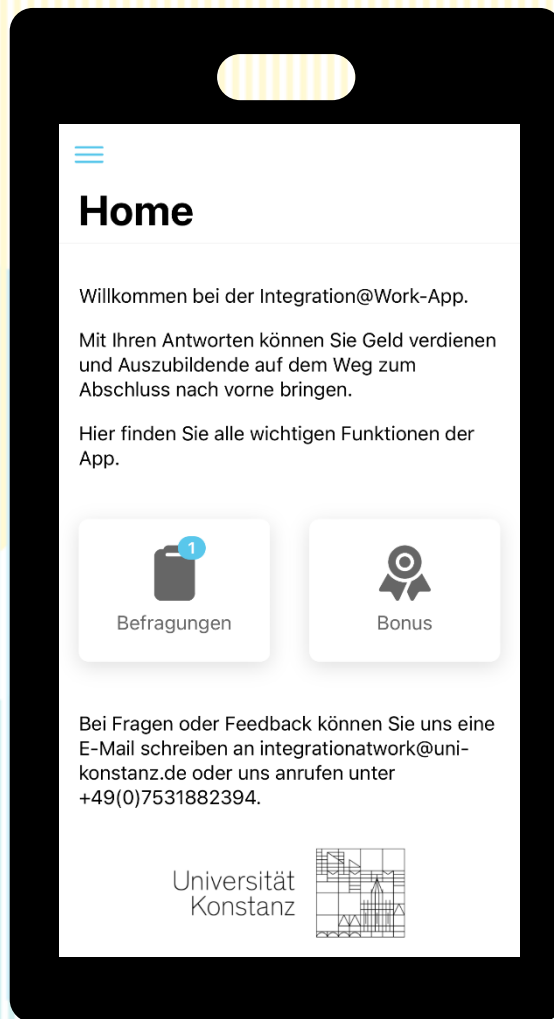 Home
Willkommen bei der Integration@Work-App.
Mit Ihren Antworten können Sie Geld verdienen
und Auszubildende auf dem Weg zum
Abschluss nach vorne bringen.
Hier finden Sie alle wichtigen Funktionen der
App.
1
Befragungen
Bonus
Bei Fragen oder Feedback können Sie uns eine
E-Mail schreiben an integrationatwork@uni-
konstanz.de oder uns anrufen unter
+49(0)7531882394.
Universität
Konstanz